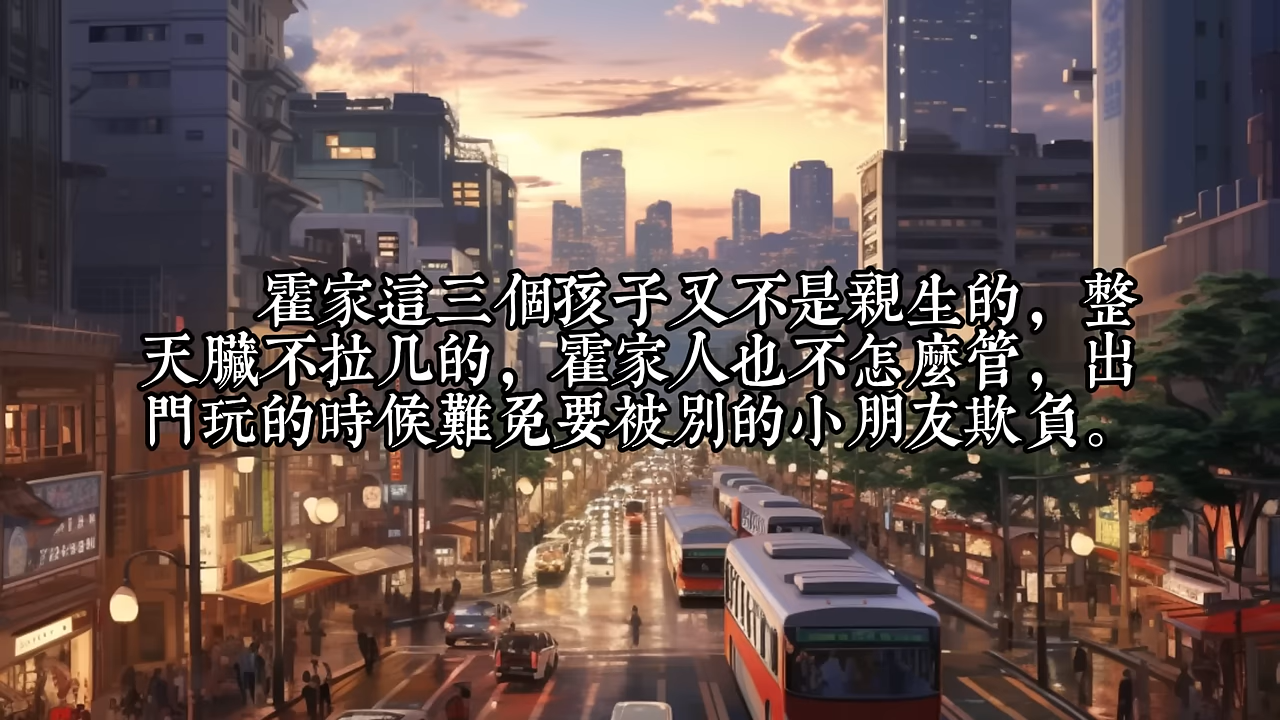 霍家這三個孩子又不是親生的，整
天臟不拉几的，霍家人也不怎麼管，出
門玩的時候難免要被別的小朋友欺負。